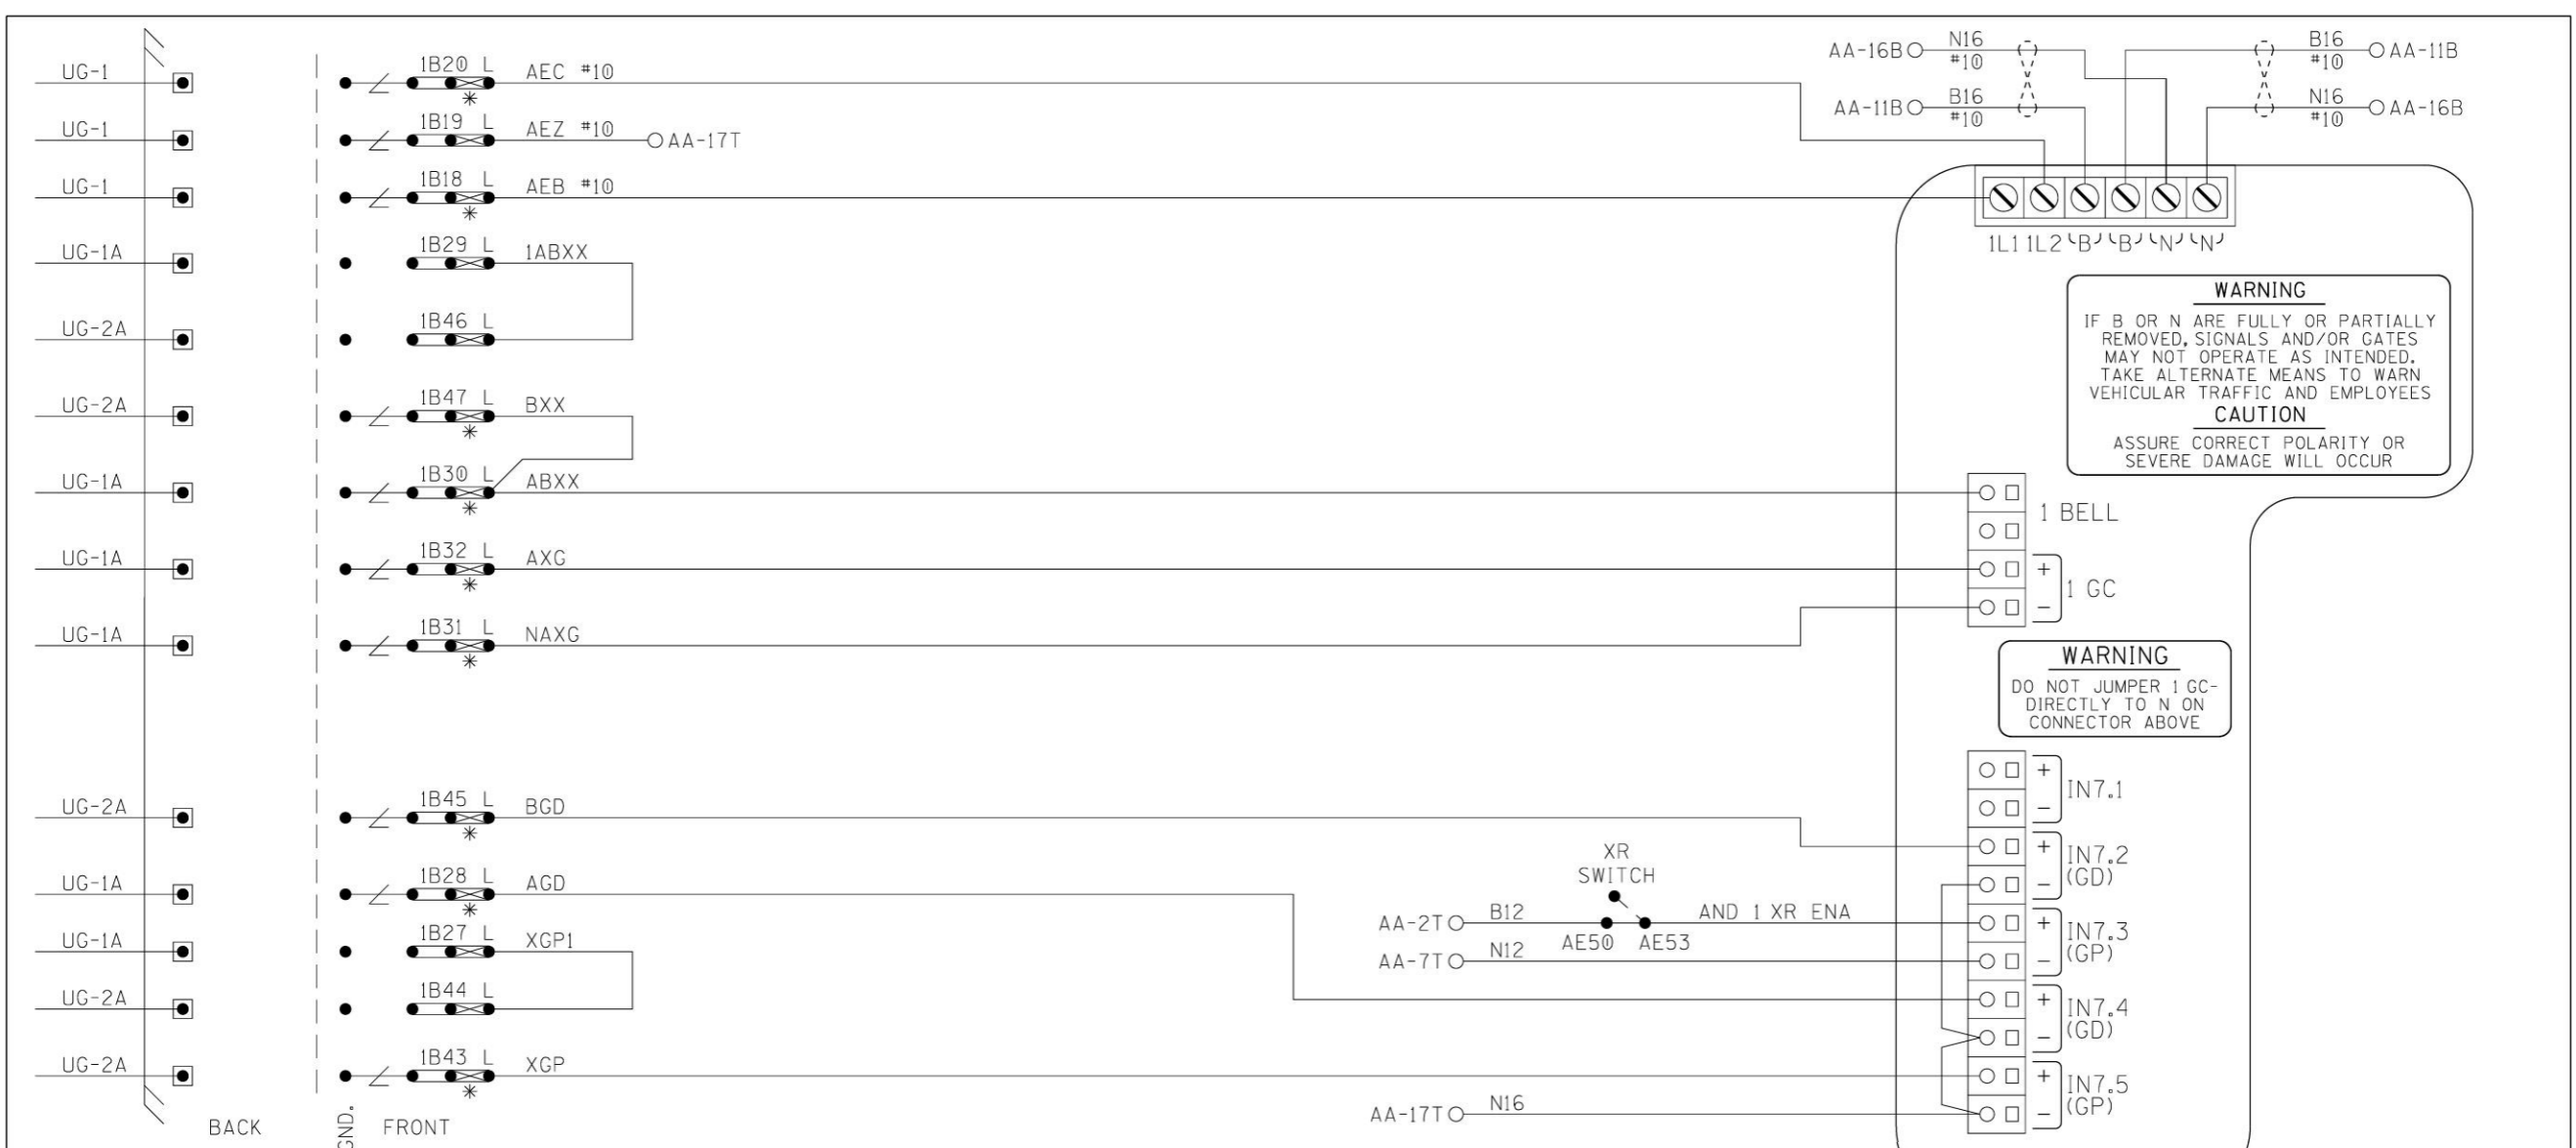 UG-1 1B20 L AEC #10
UG-1 1B19 L AEZ #10 AA-17T
UG-1 1B18 L AEB #10
UG-1A 1B29 L 1ABXX
UG-2A 1B46 L
UG-2A 1B47 L BXX
UG-1A 1B30 L ABXX
UG-1A 1B32 L AXG
UG-1A 1B31 L NAXG
UG-2A 1B45 L BGD
UG-1A 1B28 L AGD
UG-1A 1B27 L XGP1
UG-2A 1B44 L
UG-2A 1B43 L XGP
BACK GND. FRONT
AA-16B N16 #10
AA-11B B16 #10
B16 #10 AA-11B
N16 #10 AA-16B
1L1 1L2 B B N N
WARNING
IF B OR N ARE FULLY OR PARTIALLY
REMOVED, SIGNALS AND/OR GATES
MAY NOT OPERATE AS INTENDED.
TAKE ALTERNATE MEANS TO WARN
VEHICULAR TRAFFIC AND EMPLOYEES
CAUTION
ASSURE CORRECT POLARITY OR
SEVERE DAMAGE WILL OCCUR
1 BELL
+
1 GC
-
WARNING
DO NOT JUMPER 1 GC-
DIRECTLY TO N ON
CONNECTOR ABOVE
+
IN7.1
-
+
IN7.2
(GD)
-
XR
SWITCH
AA-2T B12 AE50 AE53 AND 1 XR ENA +
IN7.3
(GP)
AA-7T N12 -
+
IN7.4
(GD)
-
+
IN7.5
(GP)
AA-17T N16 -